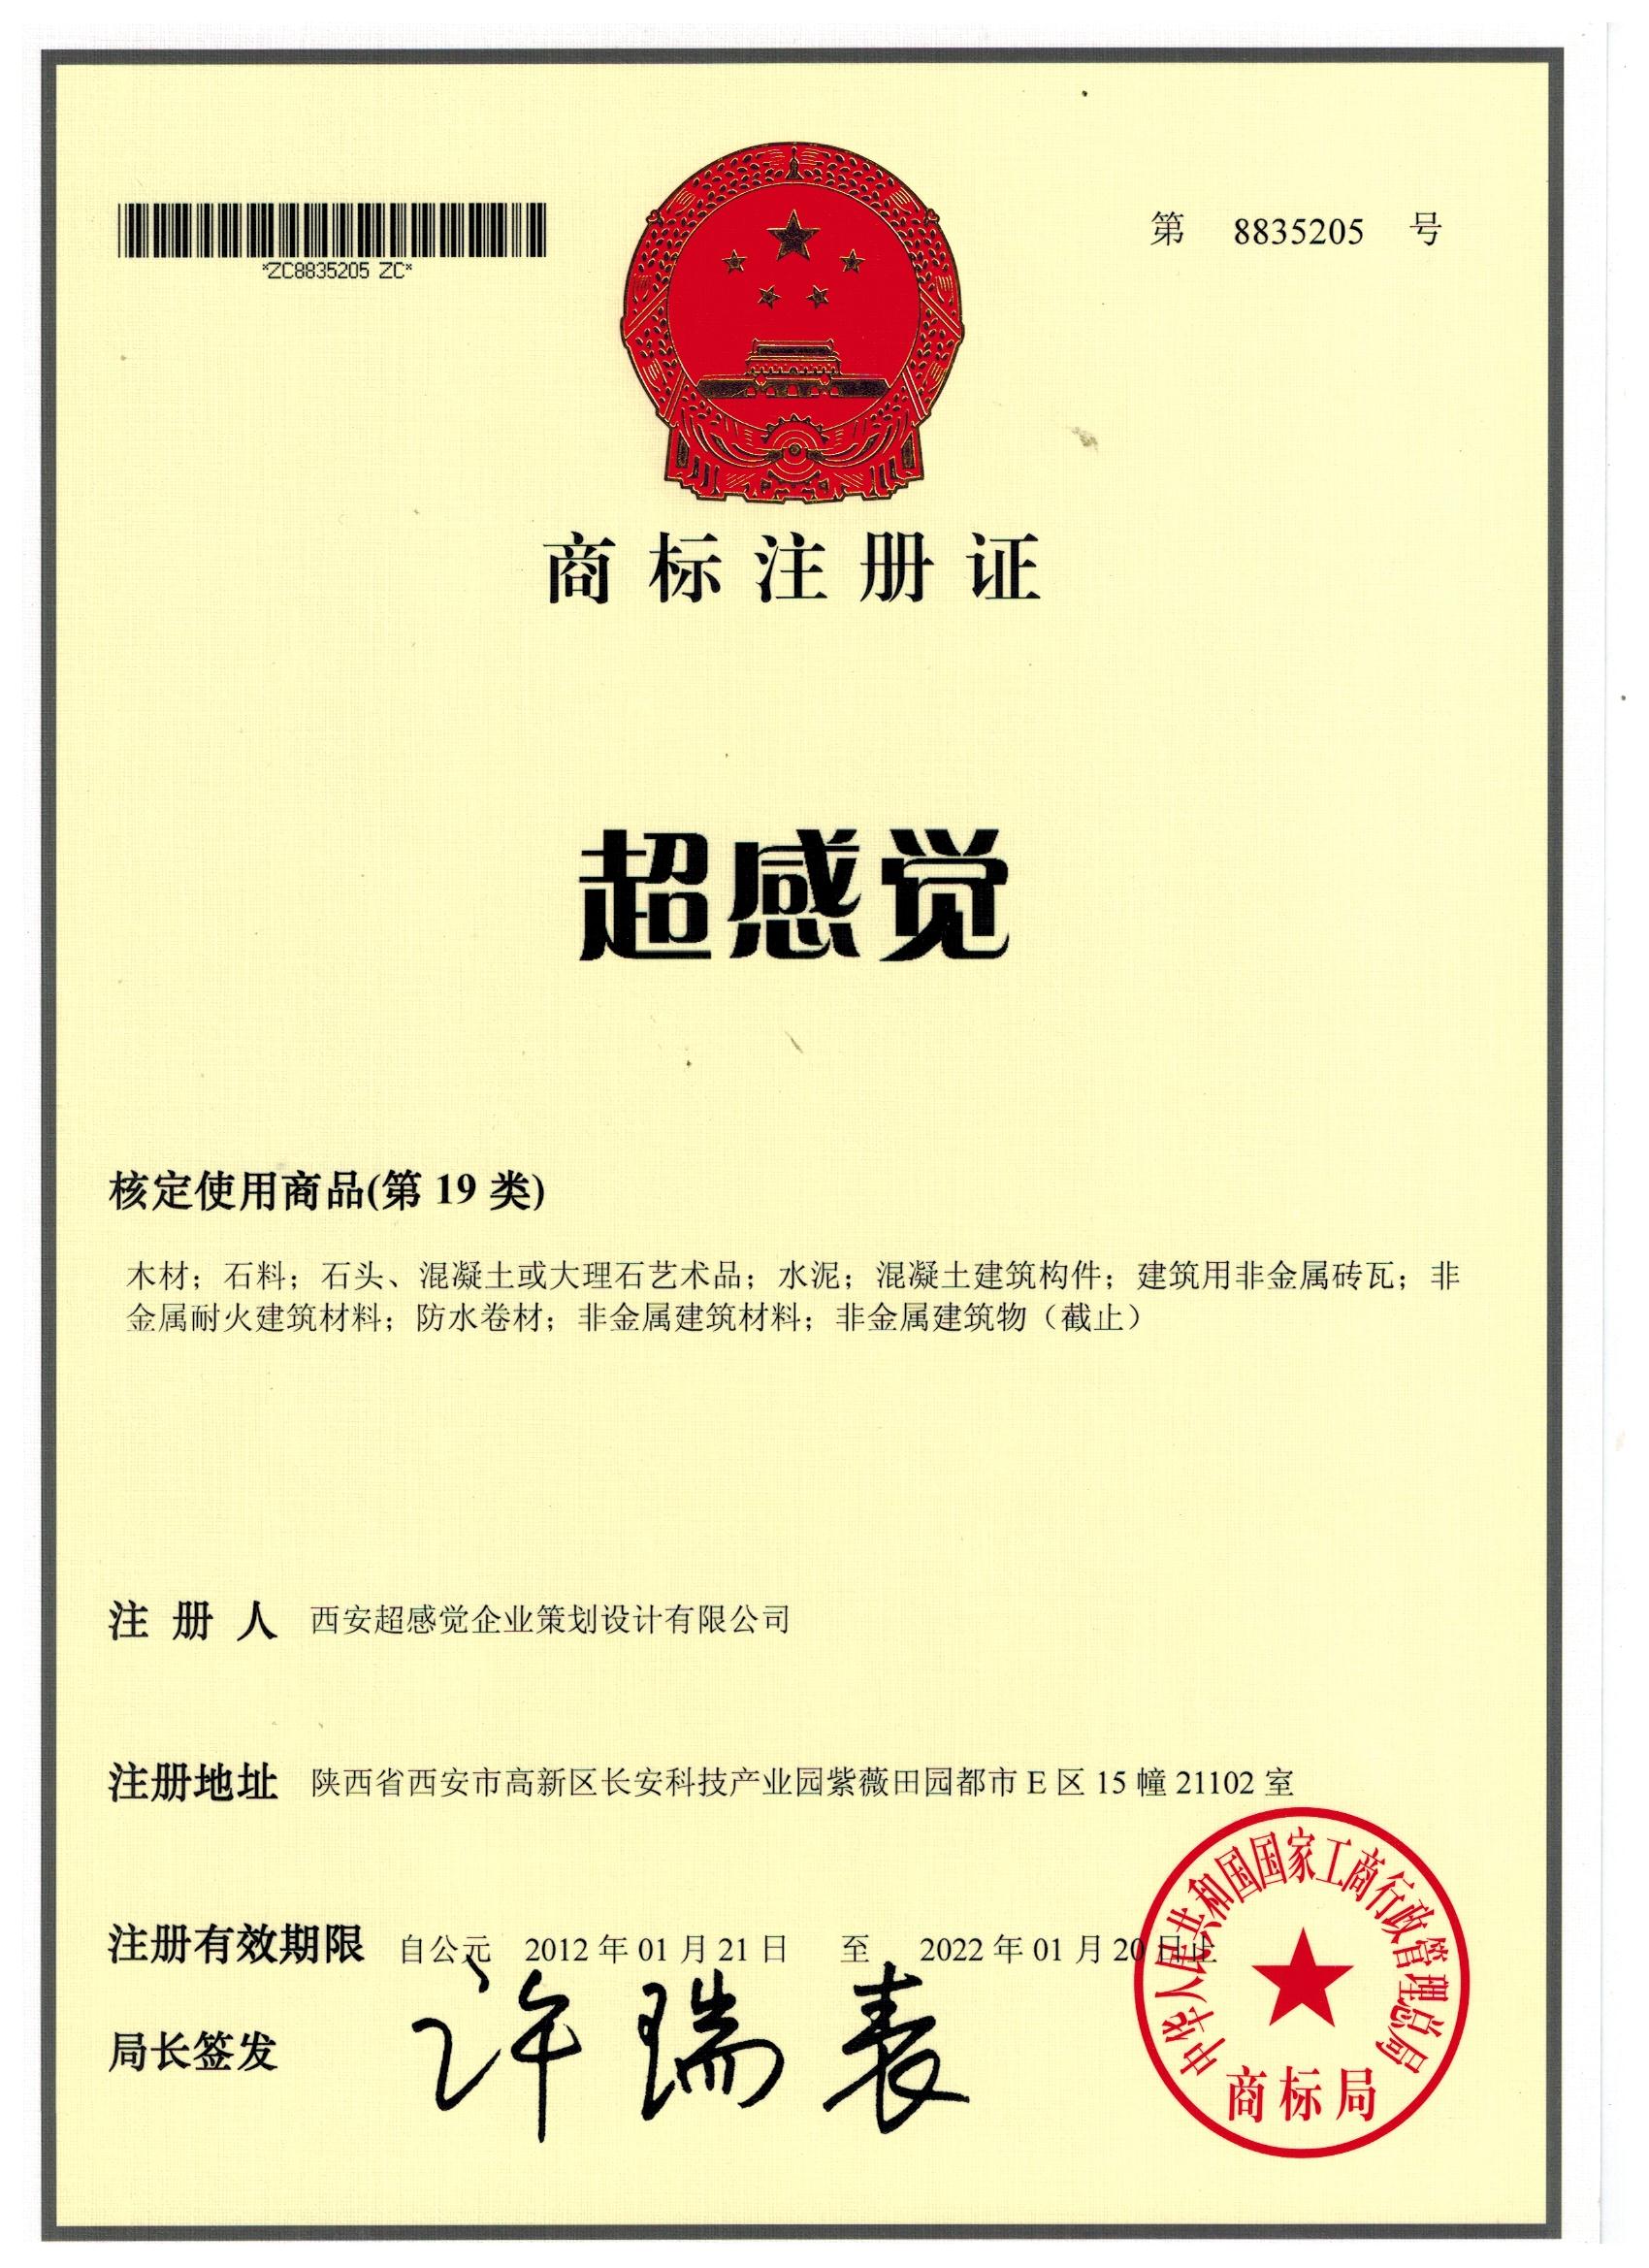 *ZC8835205 ZC*
第 8835205 号
商标注册证
超感觉
核定使用商品(第 19 类)
木材；石料；石头、混凝土或大理石艺术品；水泥；混凝土建筑构件；建筑用非金属砖瓦；非
金属耐火建筑材料；防水卷材；非金属建筑材料；非金属建筑物（截止）
注 册 人 西安超感觉企业策划设计有限公司
注册地址 陕西省西安市高新区长安科技产业园紫薇田园都市 E 区 15 幢 21102 室
注册有效期限 自公元 2012 年 01 月 21 日 至 2022 年 01 月 20 日止
局长签发 许瑞表
中华人民共和国国家工商行政管理总局
商标局